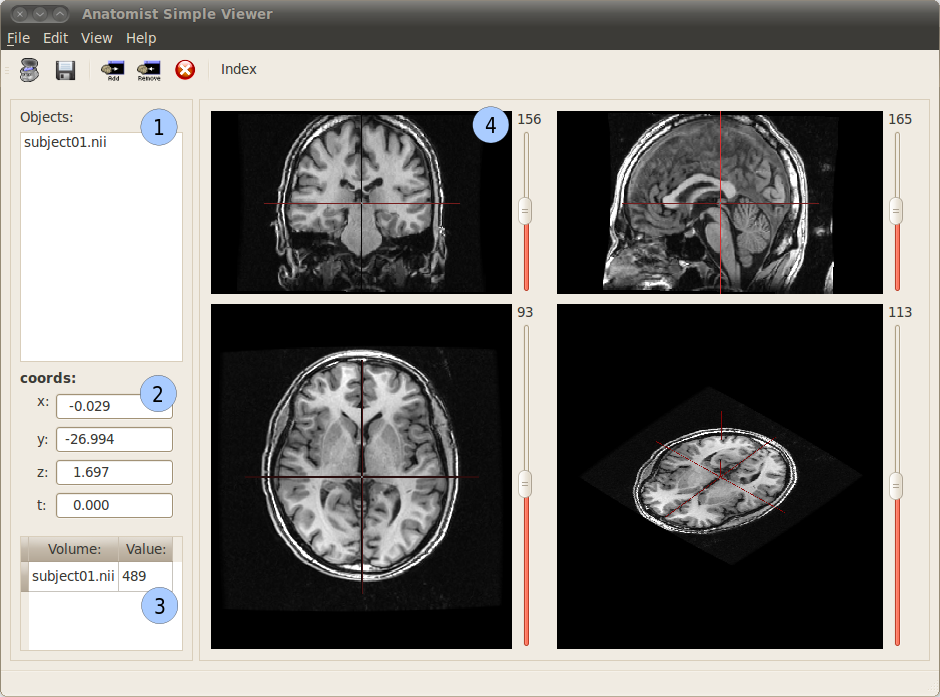 Anatomist Simple Viewer
File Edit View Help
Add Remove Index
Objects: 1
subject01.nii
4 156
165
93
113
coords: 2
x: -0.029
y: -26.994
z: 1.697
t: 0.000
Volume: Value:
subject01.nii 489
3